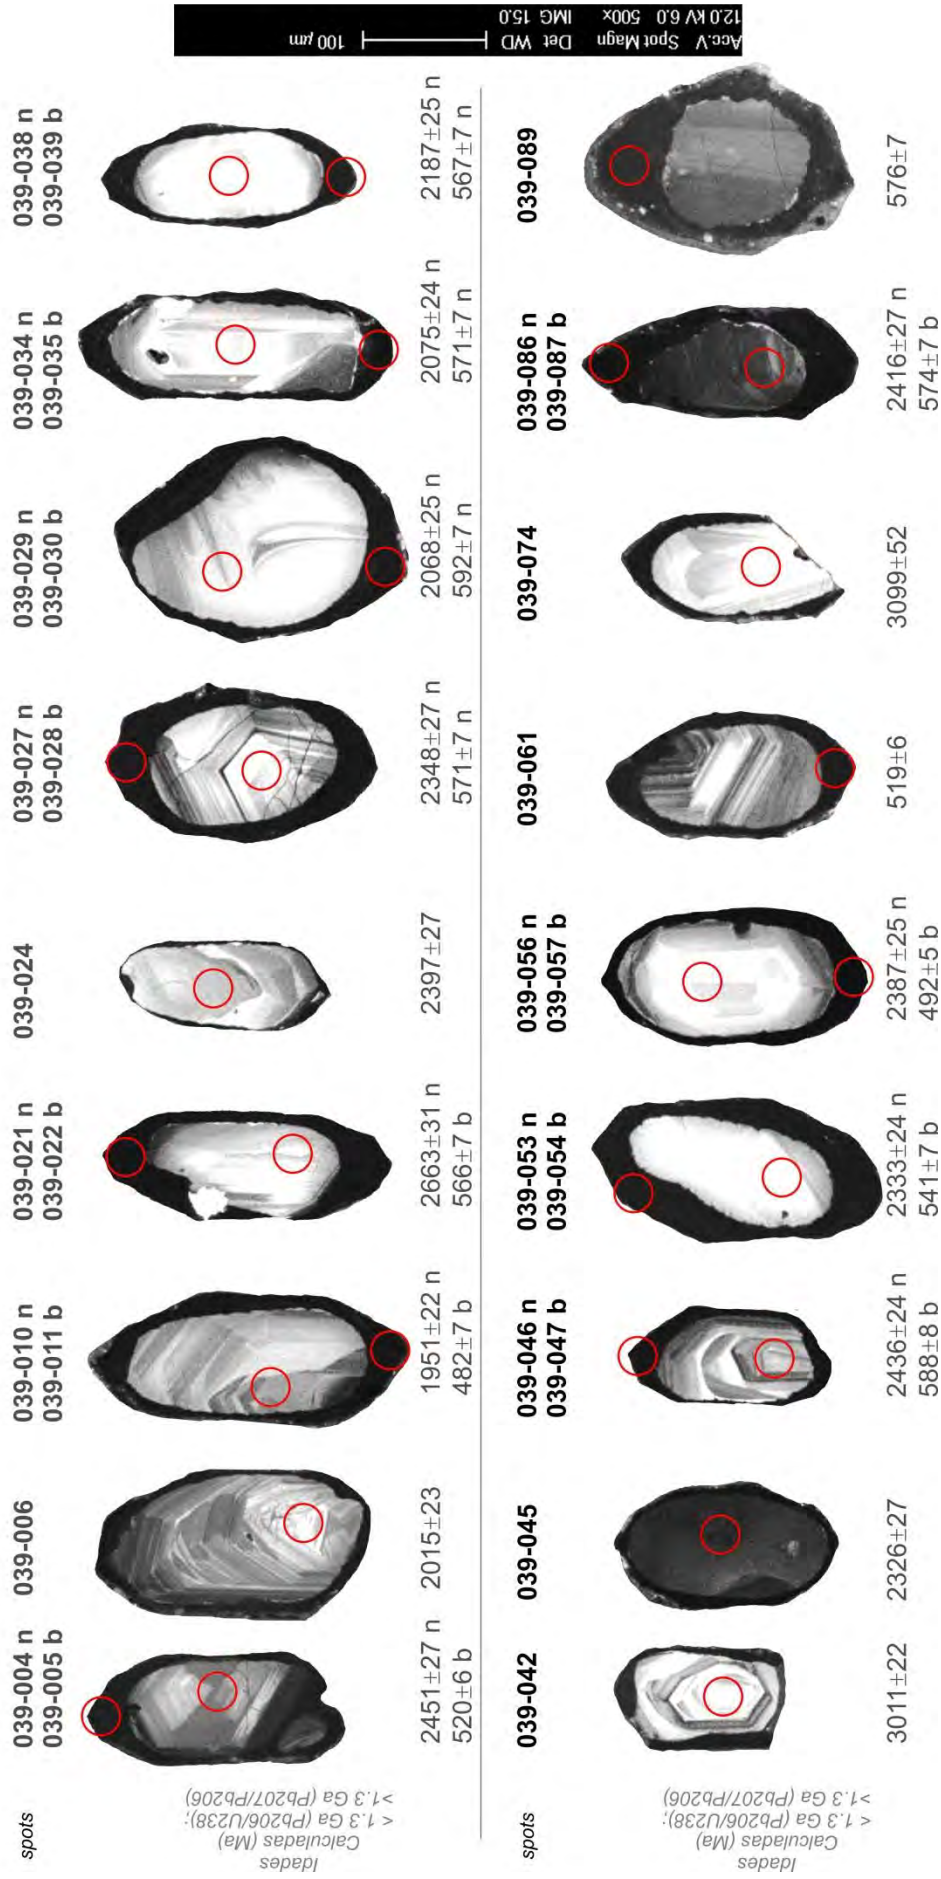 spots
039-004 n
039-005 b
039-006
039-010 n
039-011 b
039-021 n
039-022 b
039-024
039-027 n
039-028 b
039-029 n
039-030 b
039-034 n
039-035 b
039-038 n
039-039 b
Idades
Calculadas (Ma)
< 1.3 Ga (Pb206/U238);
>1.3 Ga (Pb207/Pb206)
2451±27 n
520±6 b
2015±23
1951±22 n
482±7 b
2663±31 n
566±7 b
2397±27
2348±27 n
571±7 n
2068±25 n
592±7 n
2075±24 n
571±7 n
2187±25 n
567±7 n
spots
039-042
039-045
039-046 n
039-047 b
039-053 n
039-054 b
039-056 n
039-057 b
039-061
039-074
039-086 n
039-087 b
039-089
Idades
Calculadas (Ma)
< 1.3 Ga (Pb206/U238);
>1.3 Ga (Pb207/Pb206)
3011±22
2326±27
2436±24 n
588±8 b
2333±24 n
541±7 b
2387±25 n
492±5 b
519±6
3099±52
2416±27 n
574±7 b
576±7
Acc.V Spot Magn Det WD 100 µm
12.0 kV 6.0 500x IMG 15.0